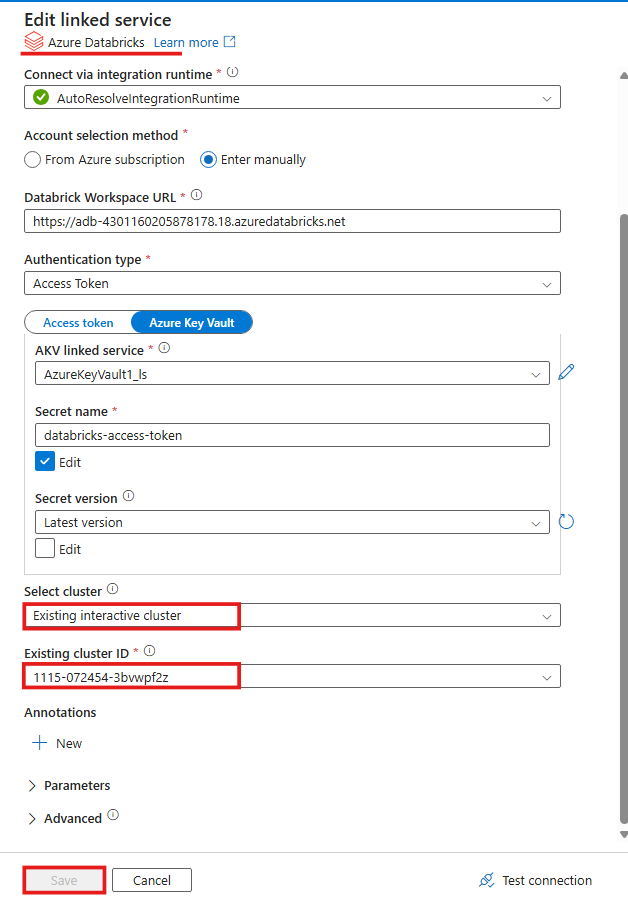 Edit linked service
Azure Databricks Learn more
Connect via integration runtime *
AutoResolveIntegrationRuntime
Account selection method *
From Azure subscription Enter manually
Databrick Workspace URL *
https://adb-4301160205878178.18.azuredatabricks.net
Authentication type *
Access Token
Access token Azure Key Vault
AKV linked service *
AzureKeyVault1_ls
Secret name *
databricks-access-token
Edit
Secret version
Latest version
Edit
Select cluster
Existing interactive cluster
Existing cluster ID *
1115-072454-3bvwpf2z
Annotations
New
Parameters
Advanced
Save Cancel Test connection